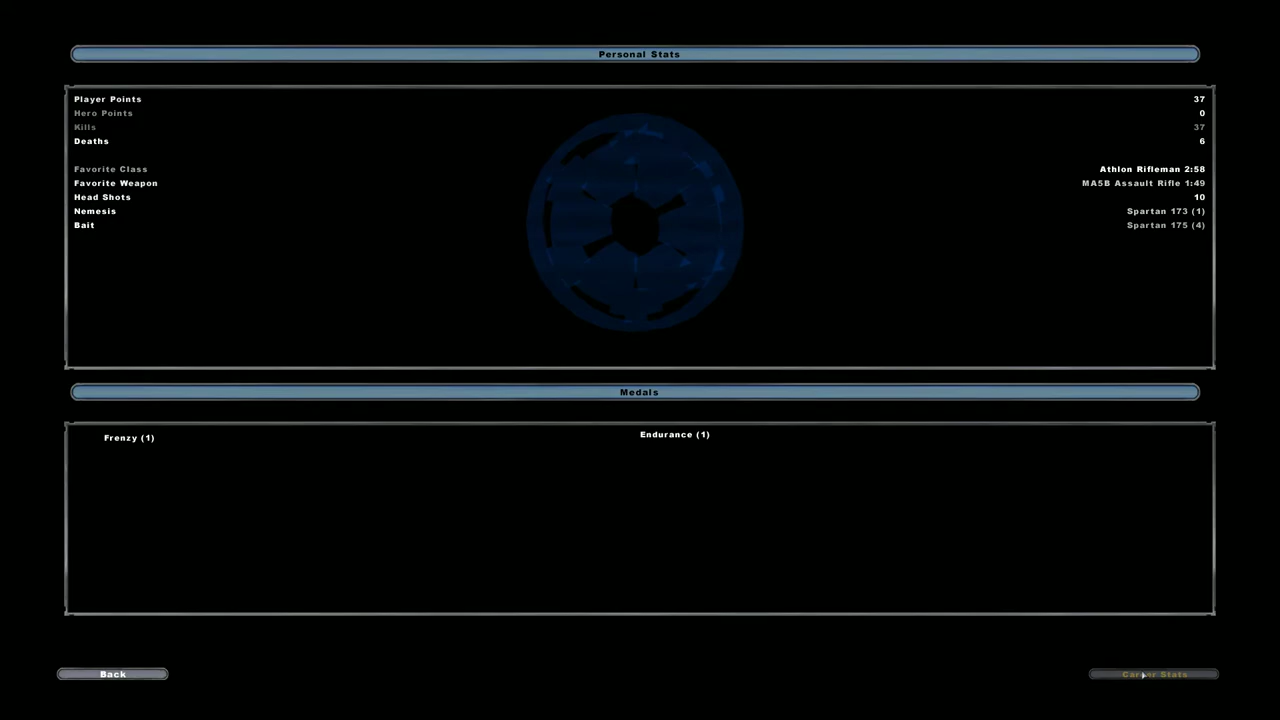 Personal Stats
Player Points 37
Hero Points 0
Kills 37
Deaths 6
Favorite Class Athlon Rifleman 2:58
Favorite Weapon MA5B Assault Rifle 1:49
Head Shots 10
Nemesis Spartan 173 (1)
Bait Spartan 175 (4)
Medals
Frenzy (1) Endurance (1)
Back Career Stats